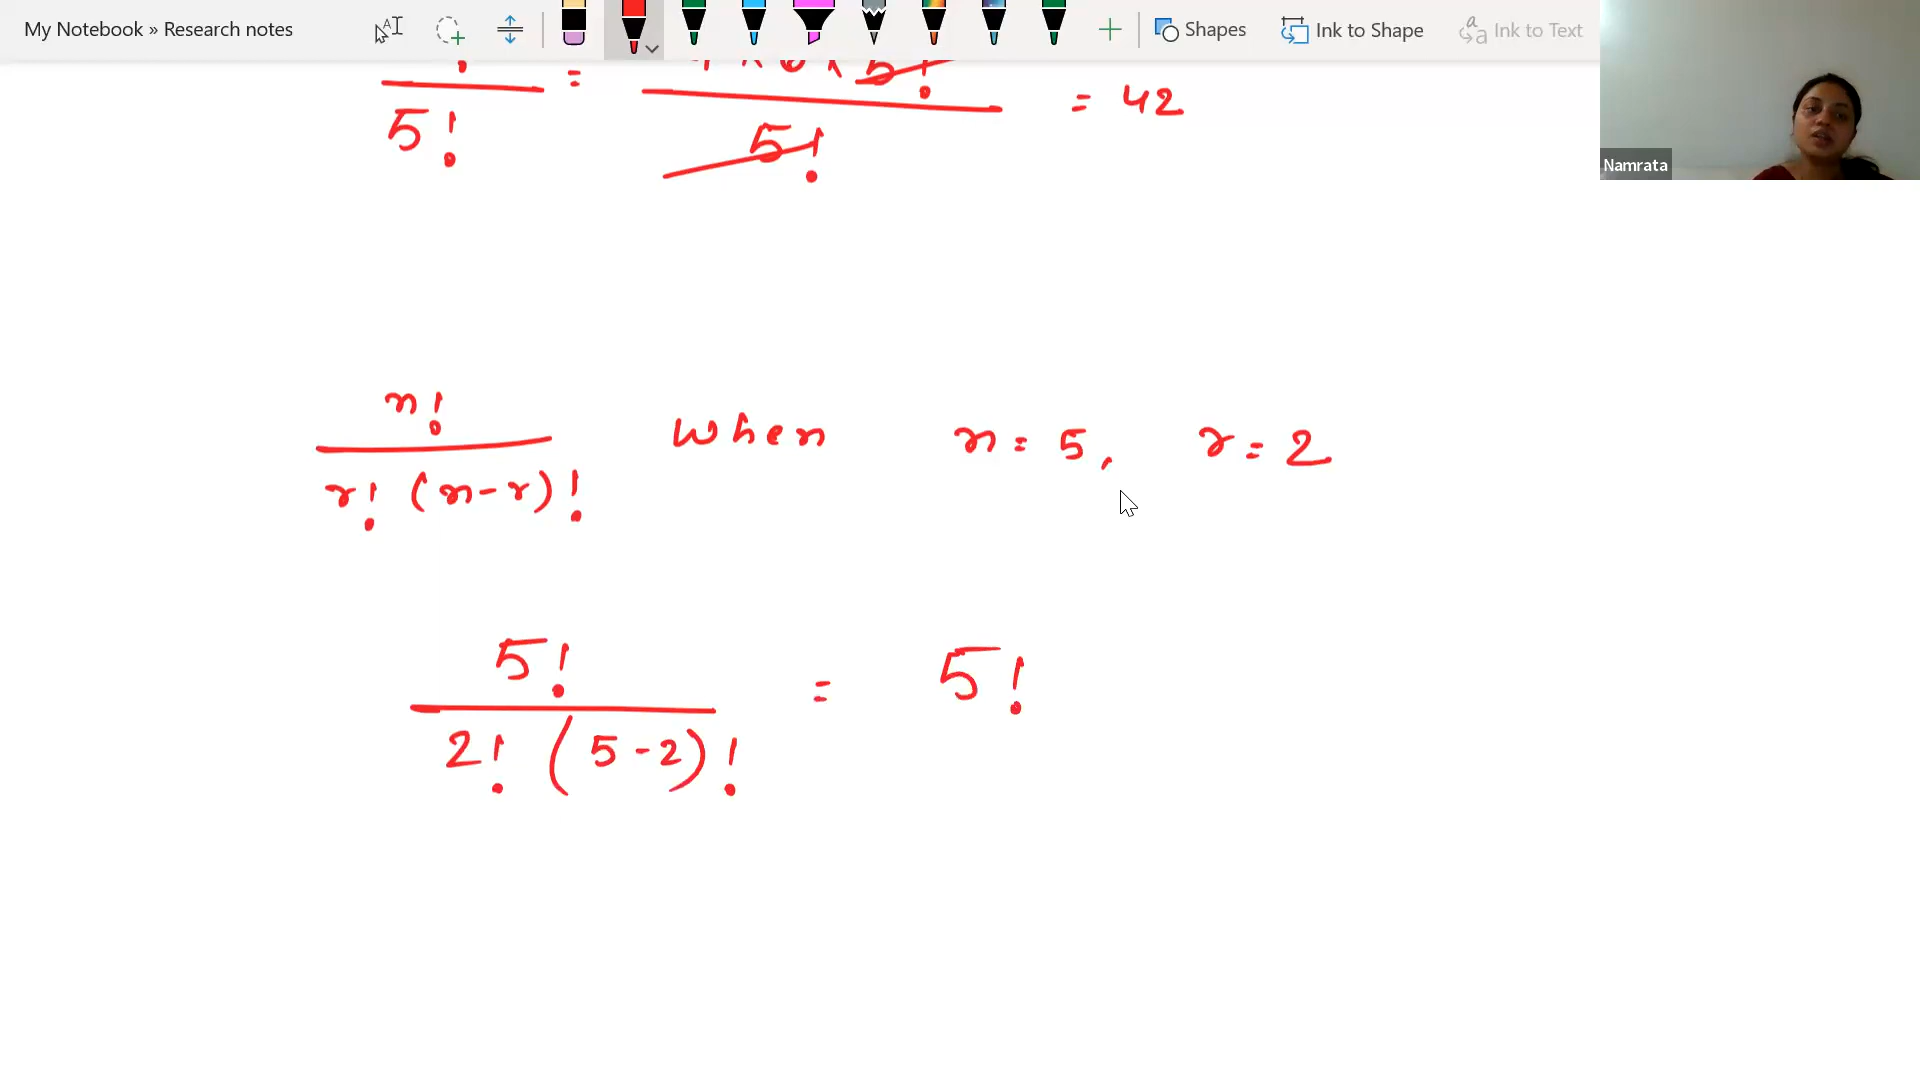 My Notebook » Research notes
Shapes
Ink to Shape
Ink to Text
Namrata
5! = 5! = 42
n! / r! (n-r)! when n = 5, r = 2
5! / 2! (5-2)! = 5!